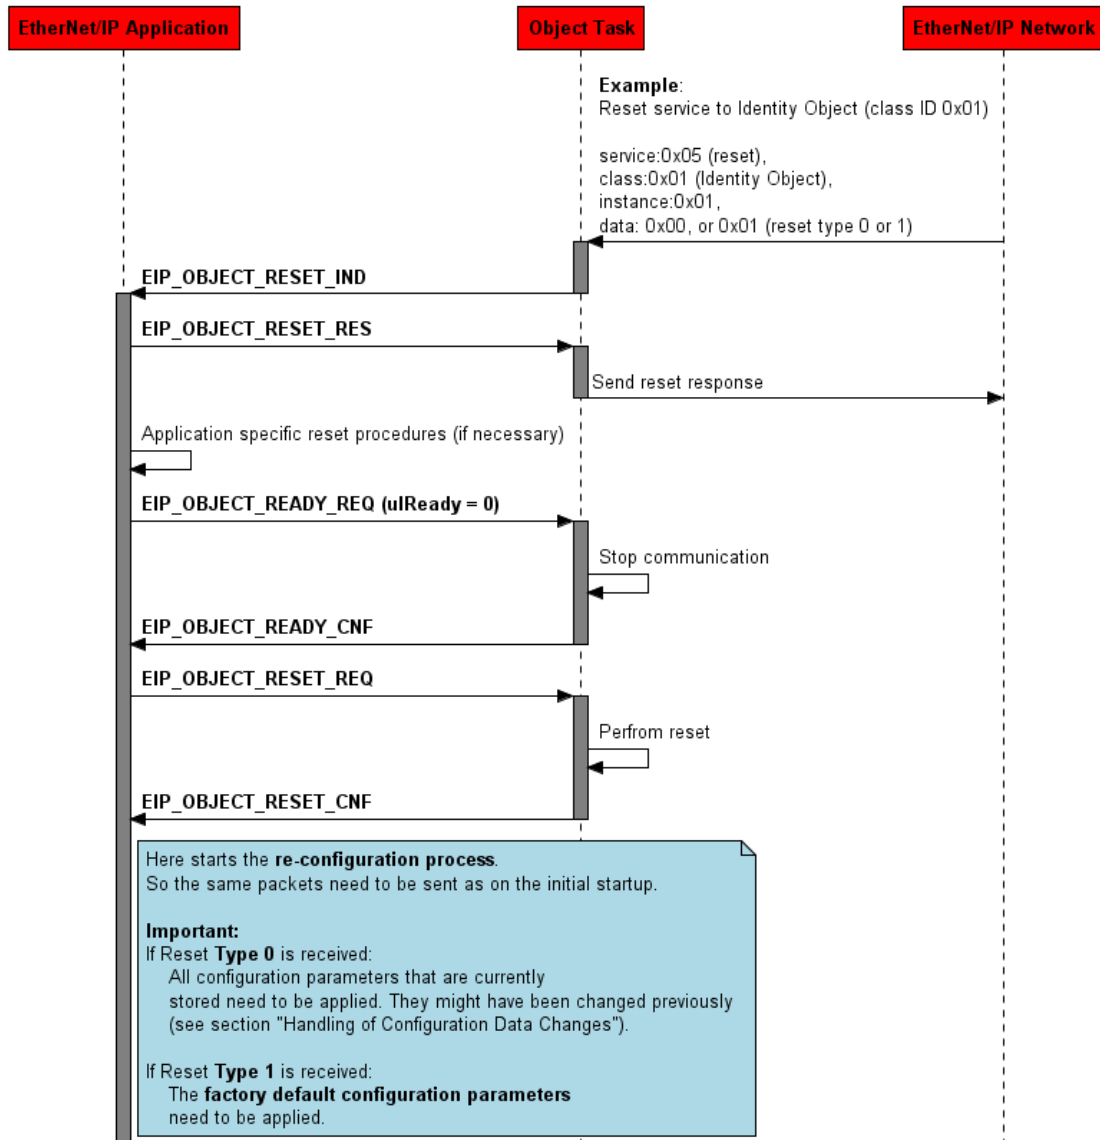 EtherNet/IP Application
Object Task
EtherNet/IP Network
Example:
Reset service to Identity Object (class ID 0x01)
service:0x05 (reset),
class:0x01 (Identity Object),
instance:0x01,
data: 0x00, or 0x01 (reset type 0 or 1)
EIP_OBJECT_RESET_IND
EIP_OBJECT_RESET_RES
Send reset response
Application specific reset procedures (if necessary)
EIP_OBJECT_READY_REQ (ulReady = 0)
Stop communication
EIP_OBJECT_READY_CNF
EIP_OBJECT_RESET_REQ
Perfrom reset
EIP_OBJECT_RESET_CNF
Here starts the re-configuration process.
So the same packets need to be sent as on the initial startup.
Important:
If Reset Type 0 is received:
All configuration parameters that are currently
stored need to be applied. They might have been changed previously
(see section "Handling of Configuration Data Changes").
If Reset Type 1 is received:
The factory default configuration parameters
need to be applied.